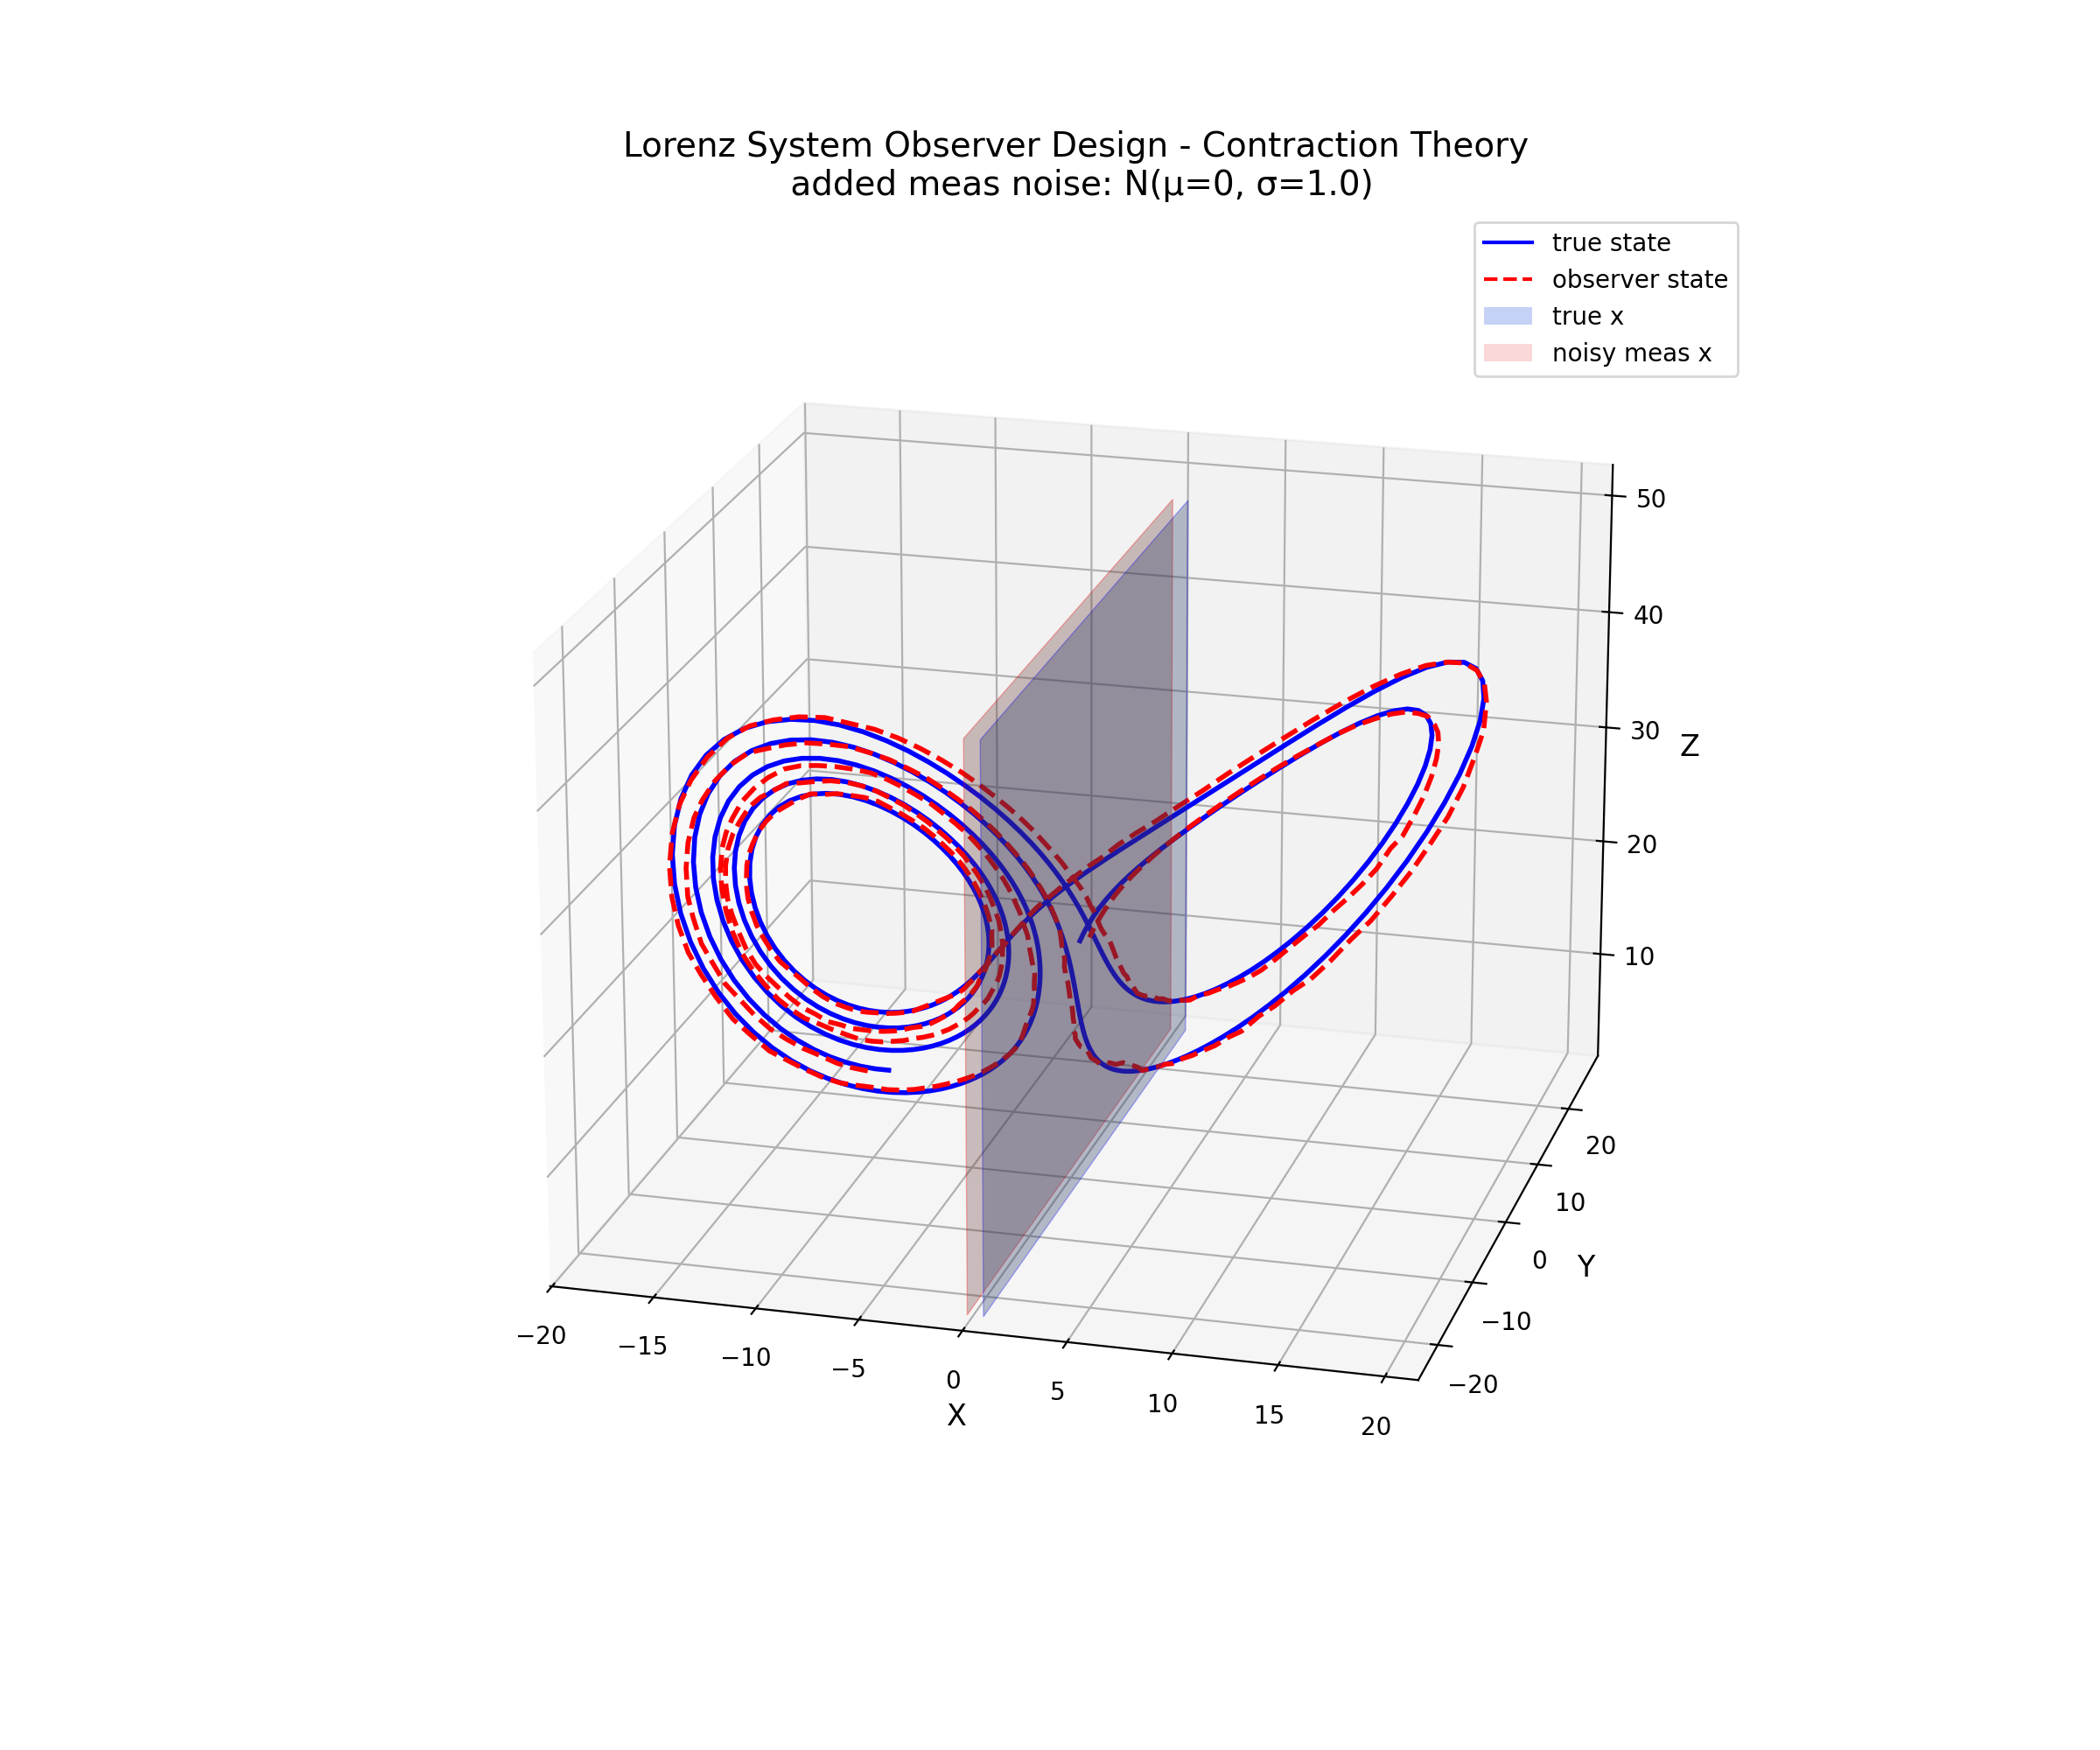 Lorenz System Observer Design - Contraction Theory
added meas noise: N(μ=0, σ=1.0)
true state
observer state
true x
noisy meas x
50
40
30
20
10
Z
20
10
0
−10
−20
Y
−20
−15
−10
−5
0
5
10
15
20
X